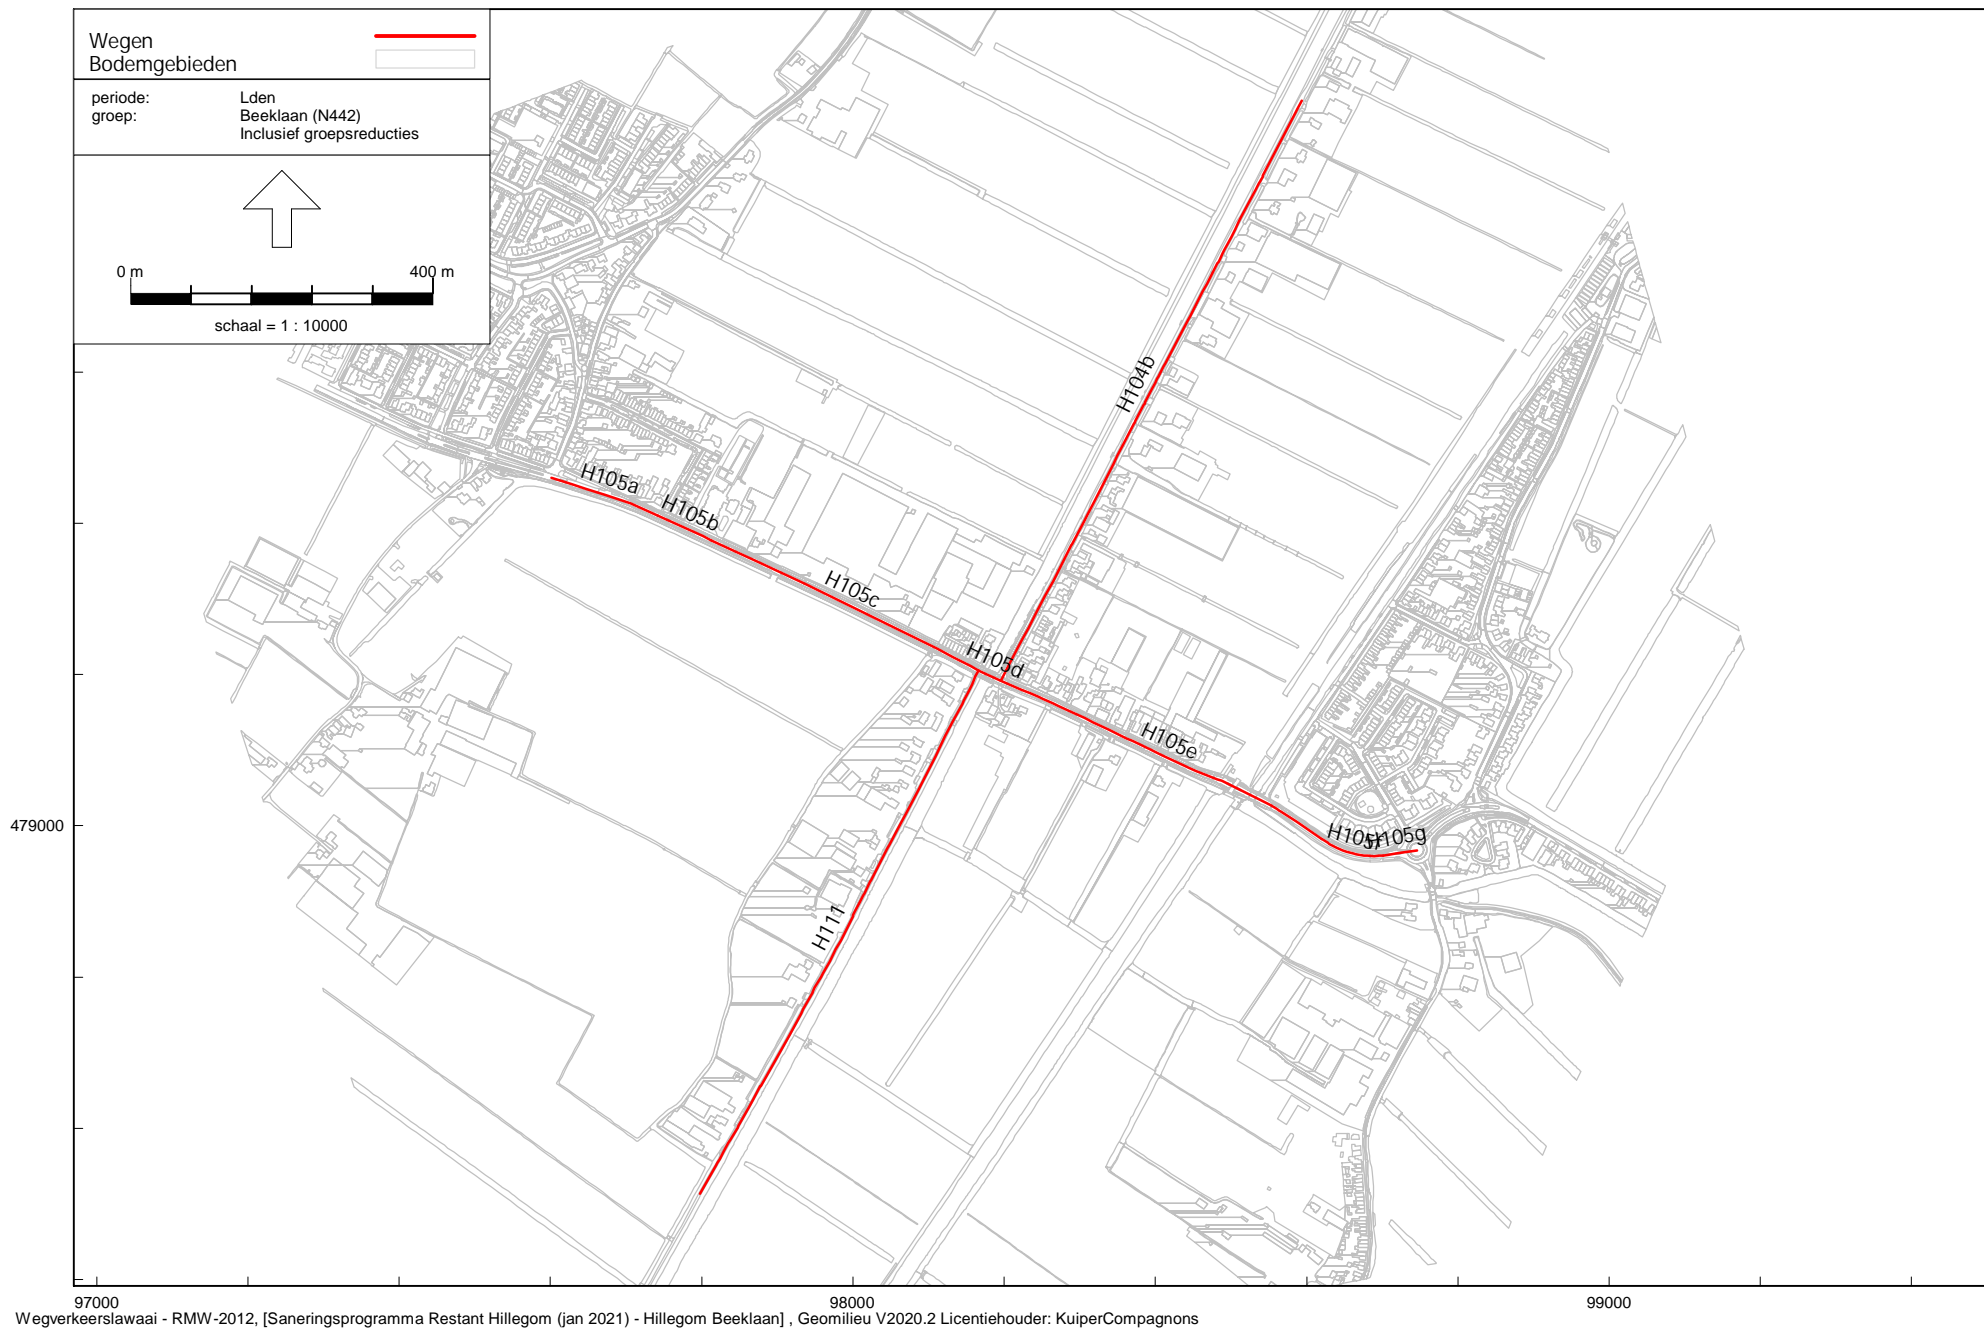 Wegen
Bodemgebieden
periode: Lden
groep: Beeklaan (N442)
Inclusief groepsreducties
0 m 400 m
schaal = 1 : 10000
H104b
H105a
H105b
H105c
H105d
H105e
H105f
H105g
H111
479000
97000 98000 99000
Wegverkeerslawaai - RMW-2012, [Saneringsprogramma Restant Hillegom (jan 2021) - Hillegom Beeklaan] , Geomilieu V2020.2 Licentiehouder: KuiperCompagnons